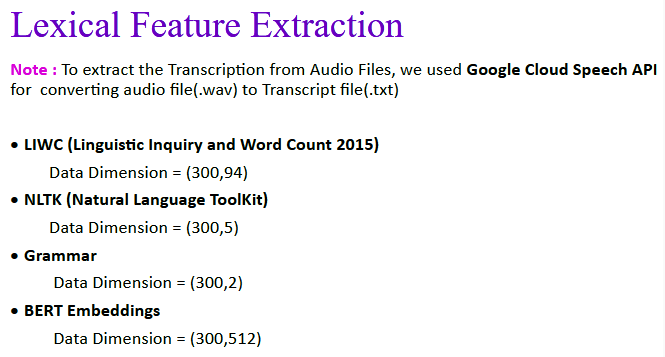 Lexical Feature Extraction
Note : To extract the Transcription from Audio Files, we used Google Cloud Speech API
for converting audio file(.wav) to Transcript file(.txt)
• LIWC (Linguistic Inquiry and Word Count 2015)
Data Dimension = (300,94)
• NLTK (Natural Language ToolKit)
Data Dimension = (300,5)
• Grammar
Data Dimension = (300,2)
• BERT Embeddings
Data Dimension = (300,512)